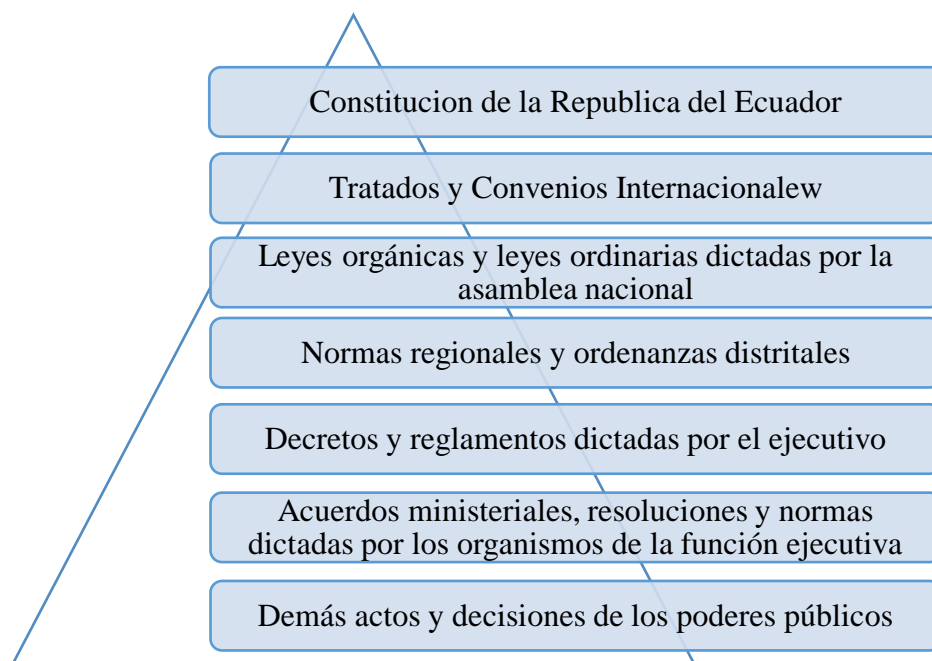 Constitucion de la Republica del Ecuador
Tratados y Convenios Internacionalew
Leyes orgánicas y leyes ordinarias dictadas por la
asamblea nacional
Normas regionales y ordenanzas distritales
Decretos y reglamentos dictadas por el ejecutivo
Acuerdos ministeriales, resoluciones y normas
dictadas por los organismos de la función ejecutiva
Demás actos y decisiones de los poderes públicos